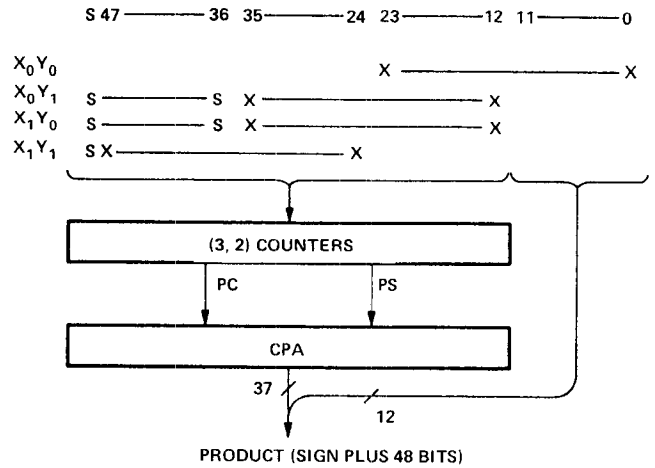 S 47 36 35 24 23 12 11 0
X0Y0 X X
X0Y1 S S X X
X1Y0 S S X X
X1Y1 S X X
(3, 2) COUNTERS
PC PS
CPA
37
12
PRODUCT (SIGN PLUS 48 BITS)